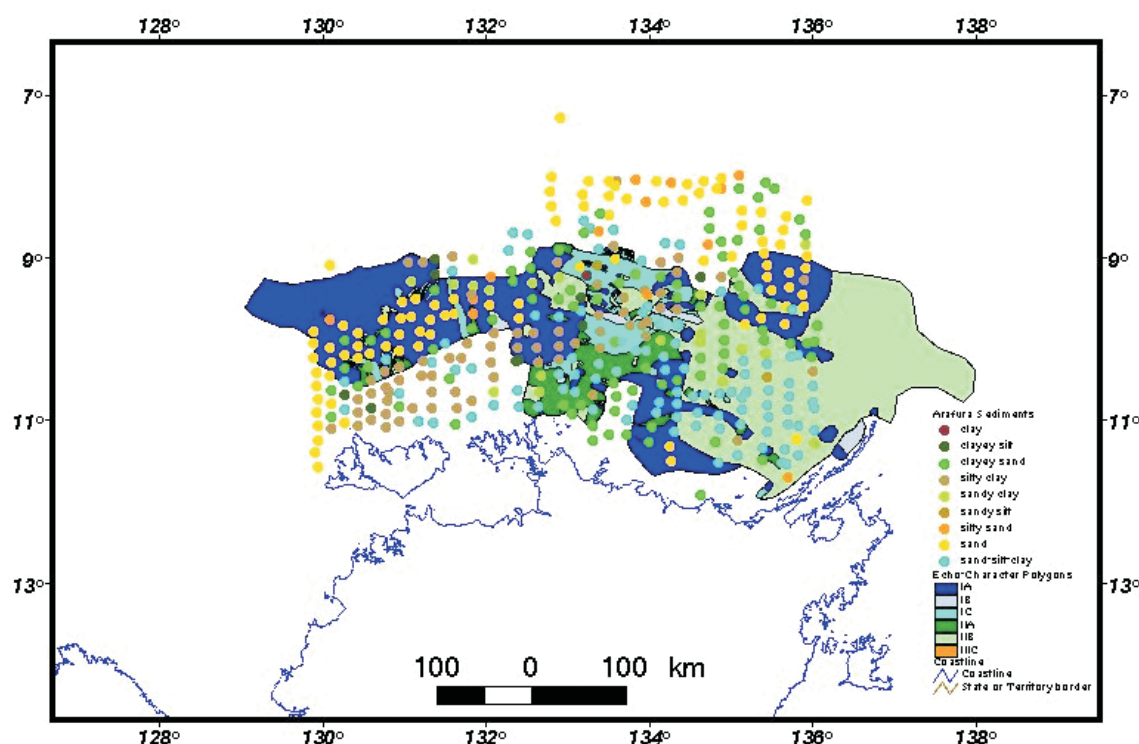 128° 130° 132° 134° 136° 138°
7° 7°
9° 9°
11° 11°
Arafura Sediments
clay
clayey silt
clayey sand
silty clay
sandy clay
sandy silt
silty sand
sand
sand-silt-clay
Echo-Character Polygons
IA
IB
IC
IIA
IIB
IIIC
Coastline
Coastline
State or Territory border
13° 13°
100 0 100 km
128° 130° 132° 134° 136° 138°